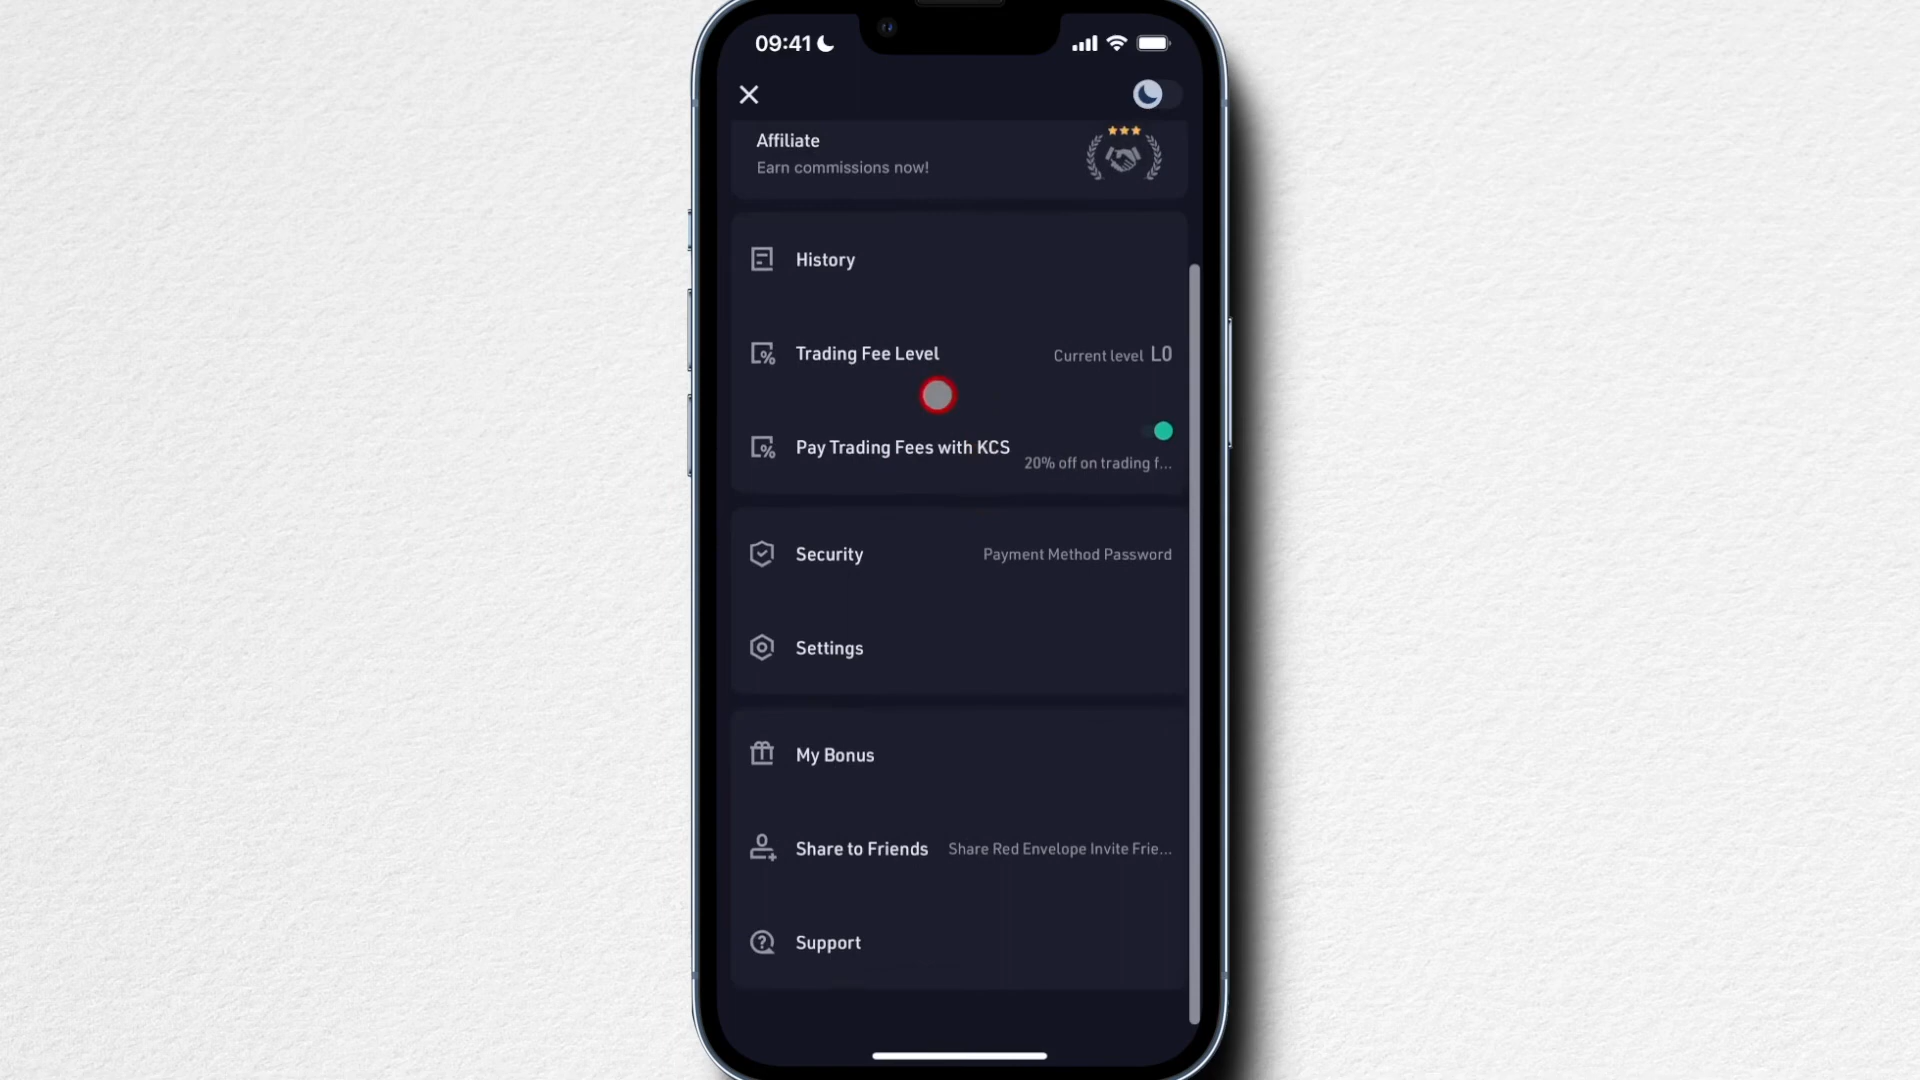 09:41
Affiliate
Earn commissions now!
History
Trading Fee Level
Current level L0
Pay Trading Fees with KCS
20% off on trading f...
Security
Payment Method Password
Settings
My Bonus
Share to Friends
Share Red Envelope Invite Frie...
Support